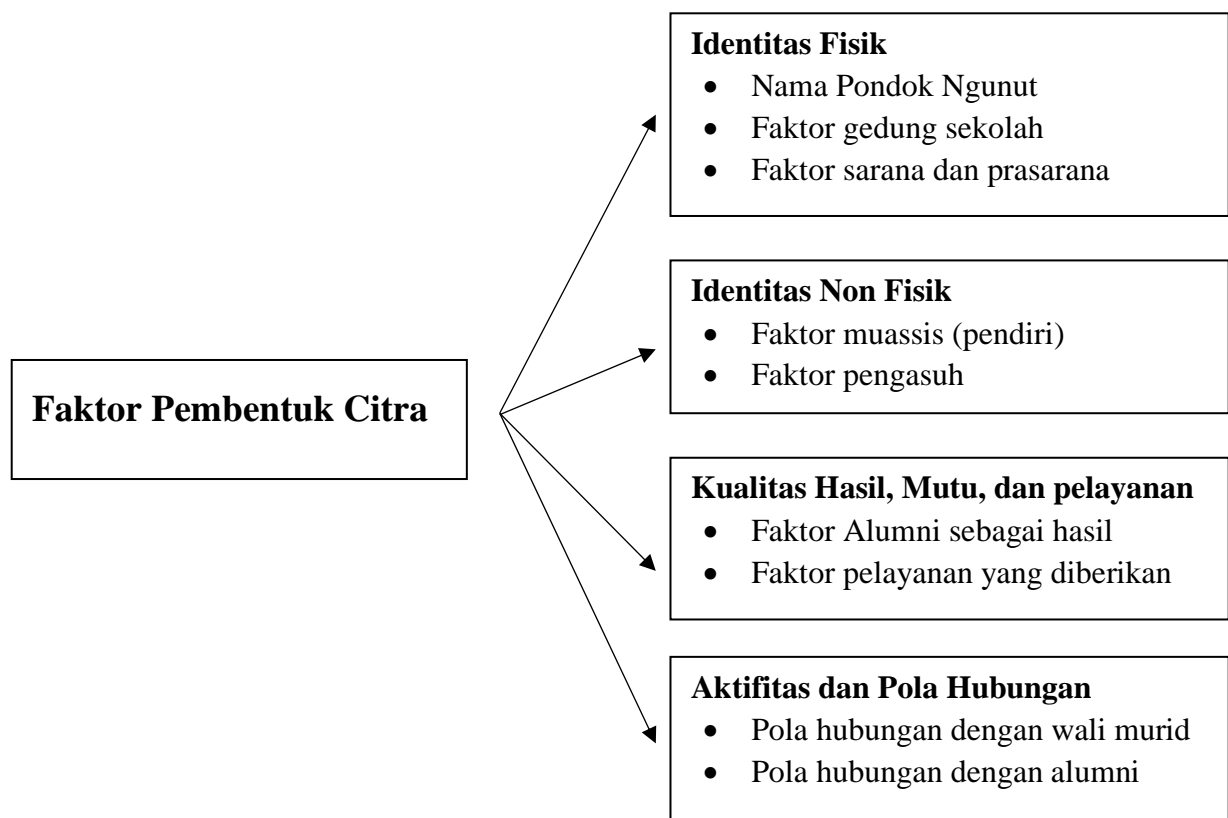 Identitas Fisik
• Nama Pondok Ngunut
• Faktor gedung sekolah
• Faktor sarana dan prasarana
Identitas Non Fisik
• Faktor muassis (pendiri)
• Faktor pengasuh
Faktor Pembentuk Citra
Kualitas Hasil, Mutu, dan pelayanan
• Faktor Alumni sebagai hasil
• Faktor pelayanan yang diberikan
Aktifitas dan Pola Hubungan
• Pola hubungan dengan wali murid
• Pola hubungan dengan alumni